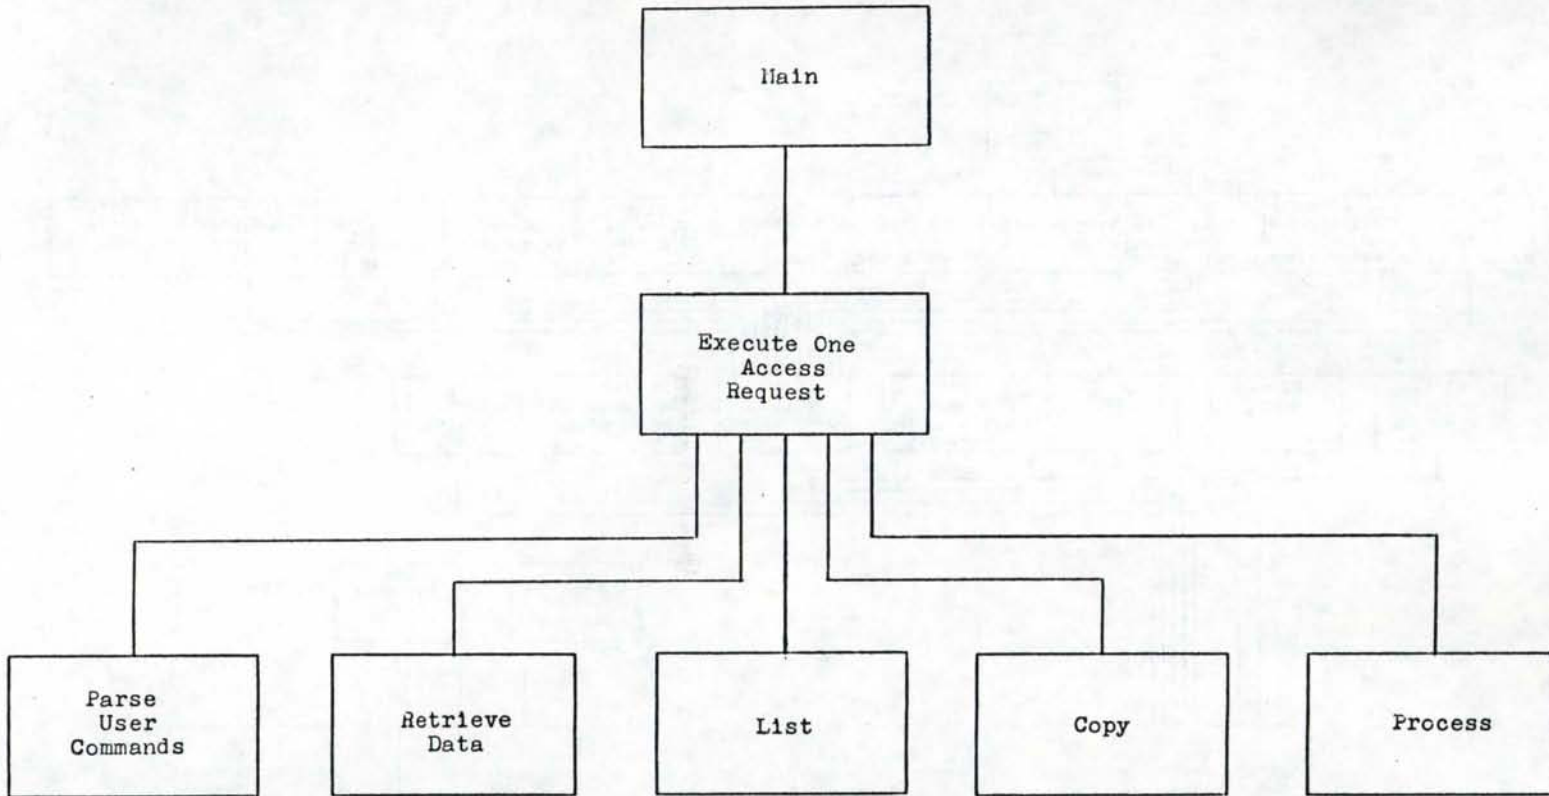 Main
Execute One
Access
Request
Parse
User
Commands
Retrieve
Data
List
Copy
Process